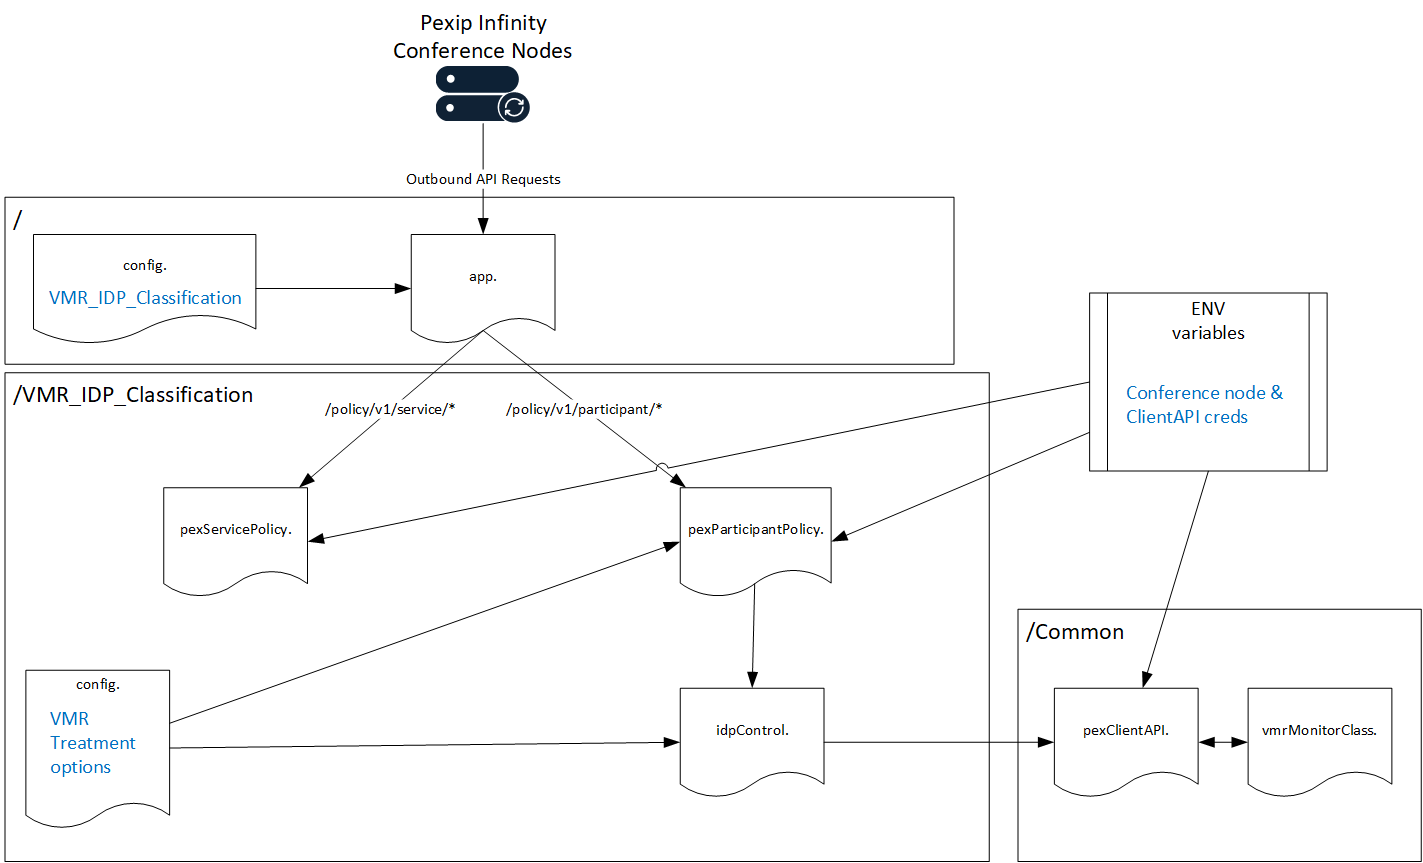 Pexip Infinity
Conference Nodes
Outbound API Requests
/
config.
VMR_IDP_Classification
app.
ENV
variables
Conference node &
ClientAPI creds
/VMR_IDP_Classification
/policy/v1/service/*
/policy/v1/participant/*
pexServicePolicy.
pexParticipantPolicy.
/Common
config.
VMR
Treatment
options
idpControl.
pexClientAPI.
vmrMonitorClass.